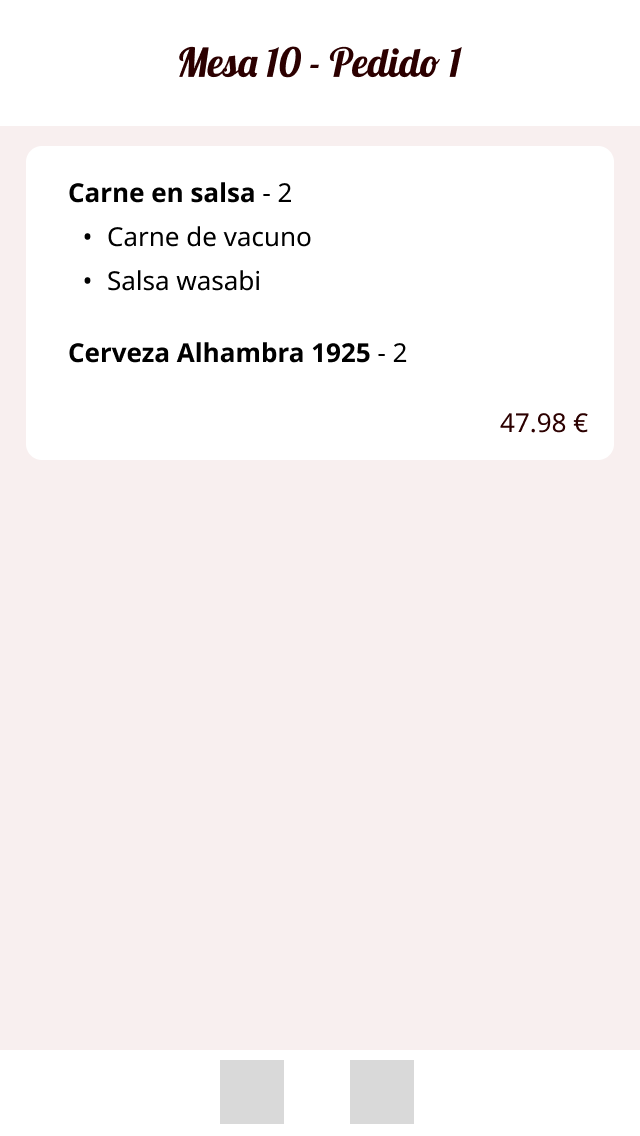 Mesa 10 - Pedido 1
Carne en salsa - 2
• Carne de vacuno
• Salsa wasabi
Cerveza Alhambra 1925 - 2
47.98 €